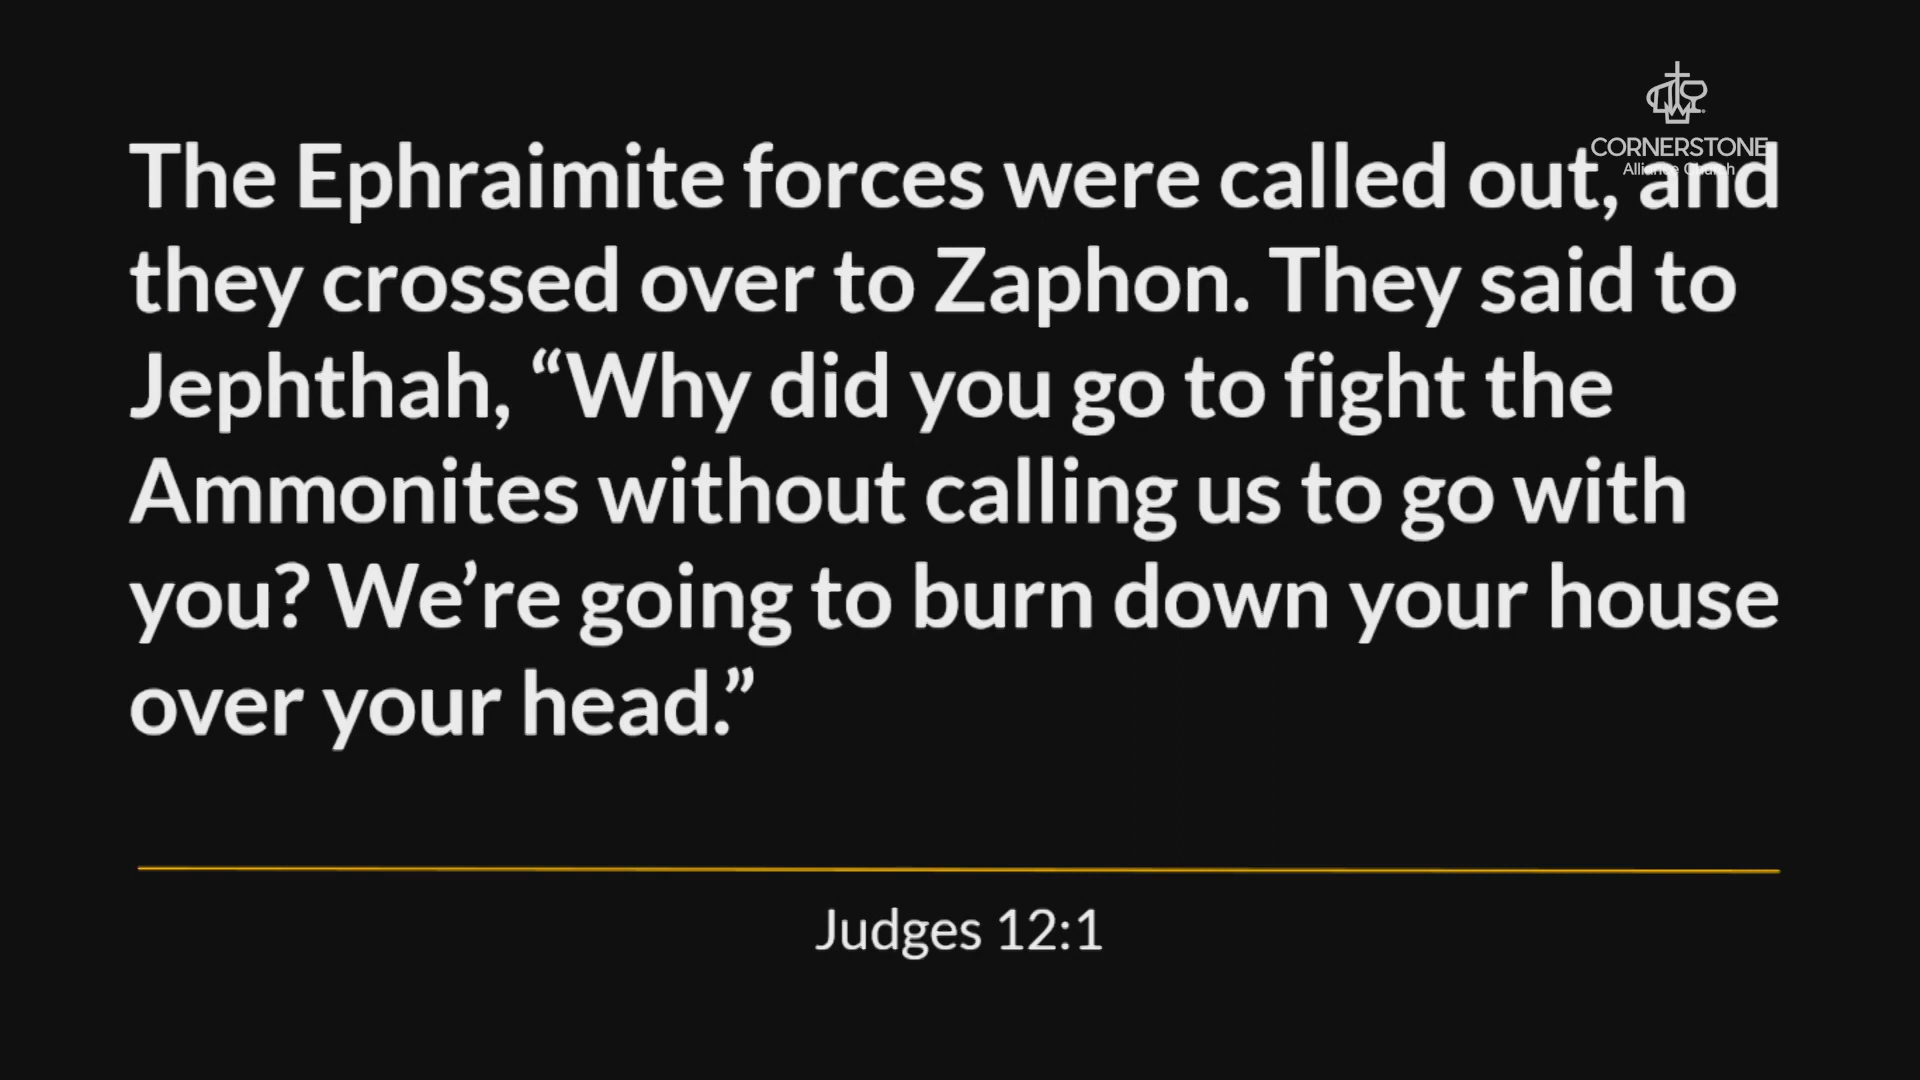 CORNERSTONE
Alliance Church
The Ephraimite forces were called out, and
they crossed over to Zaphon. They said to
Jephthah, “Why did you go to fight the
Ammonites without calling us to go with
you? We’re going to burn down your house
over your head.”
Judges 12:1